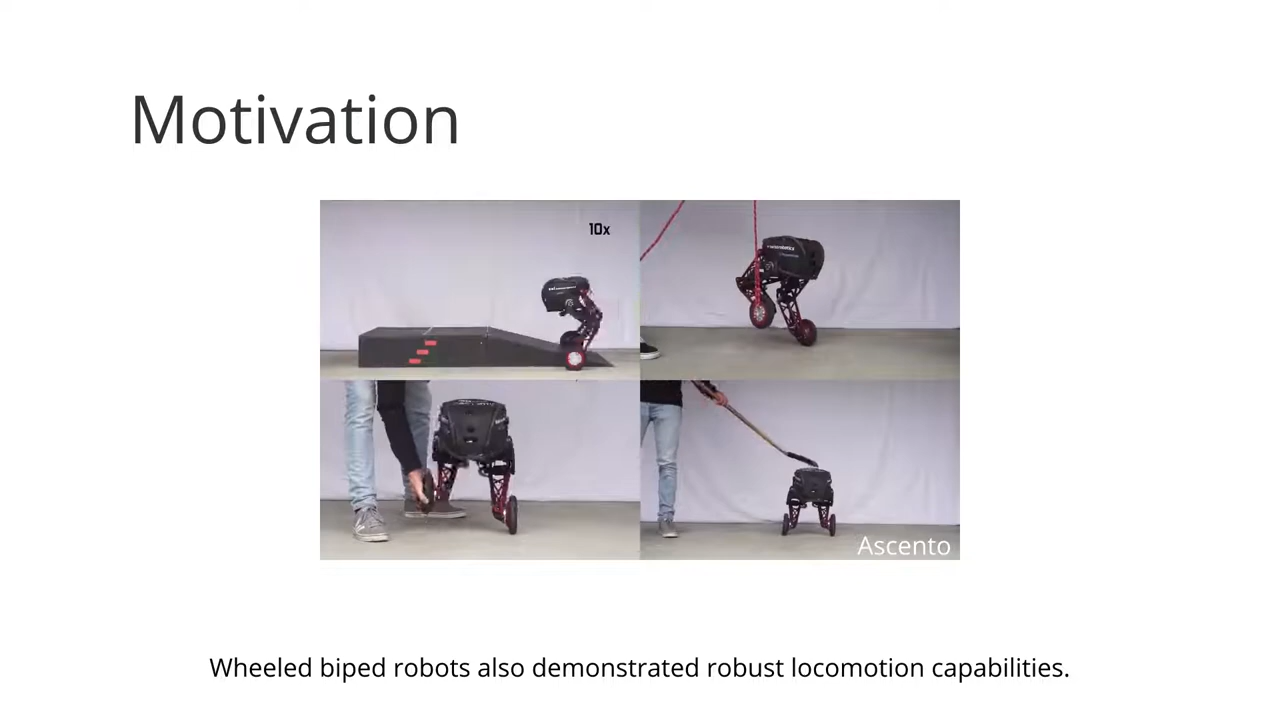 Motivation
10x
Ascento
Wheeled biped robots also demonstrated robust locomotion capabilities.